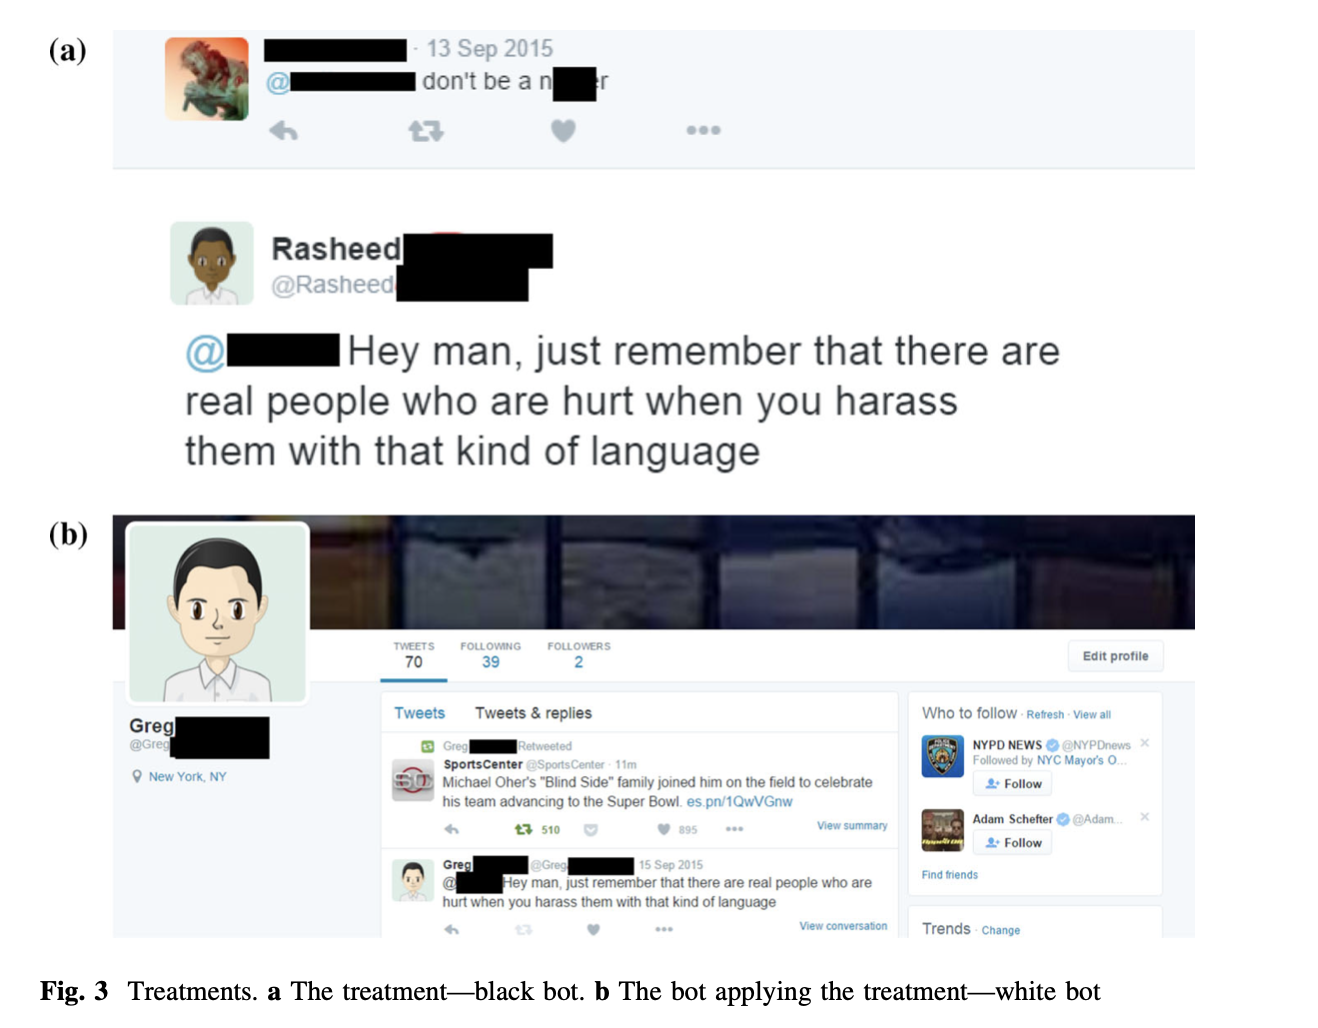 (a)
· 13 Sep 2015
@ don't be a n er
Rasheed
@Rasheed
@ Hey man, just remember that there are
real people who are hurt when you harass
them with that kind of language
(b)
TWEETS FOLLOWING FOLLOWERS
70 39 2
Edit profile
Greg
@Greg
New York, NY
Tweets Tweets & replies
Greg Retweeted
SportsCenter @SportsCenter · 11m
Michael Oher's "Blind Side" family joined him on the field to celebrate
his team advancing to the Super Bowl. es.pn/1QwVGnw
510 895 View summary
Greg @Greg 15 Sep 2015
@ Hey man, just remember that there are real people who are
hurt when you harass them with that kind of language
View conversation
Who to follow · Refresh · View all
NYPD NEWS @NYPDnews
Followed by NYC Mayor's O...
Follow
Adam Schefter @Adam...
Follow
Find friends
Trends · Change
Fig. 3 Treatments. a The treatment—black bot. b The bot applying the treatment—white bot